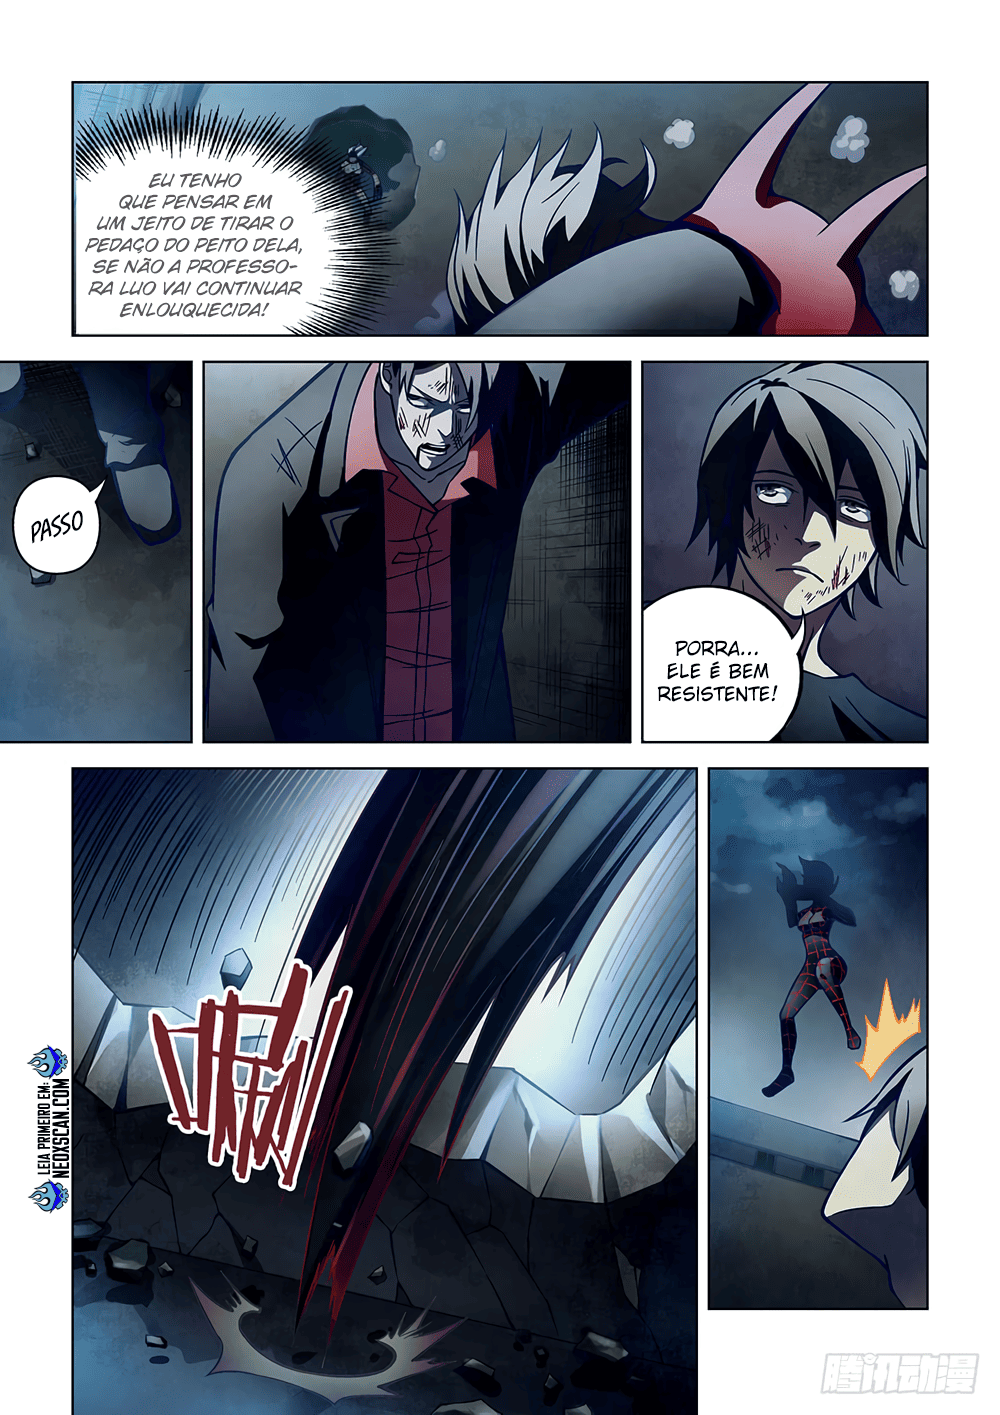 EU TENHO
QUE PENSAR EM
UM JEITO DE TIRAR O
PEDAÇO DO PEITO DELA,
SE NÃO A PROFESSO-
RA LUO VAI CONTINUAR
ENLOUQUECIDA!
PASSO
PORRA...
ELE É BEM
RESISTENTE!
LEIA PRIMEIRO EM:
NEOXSCAN.COM
腾讯动漫